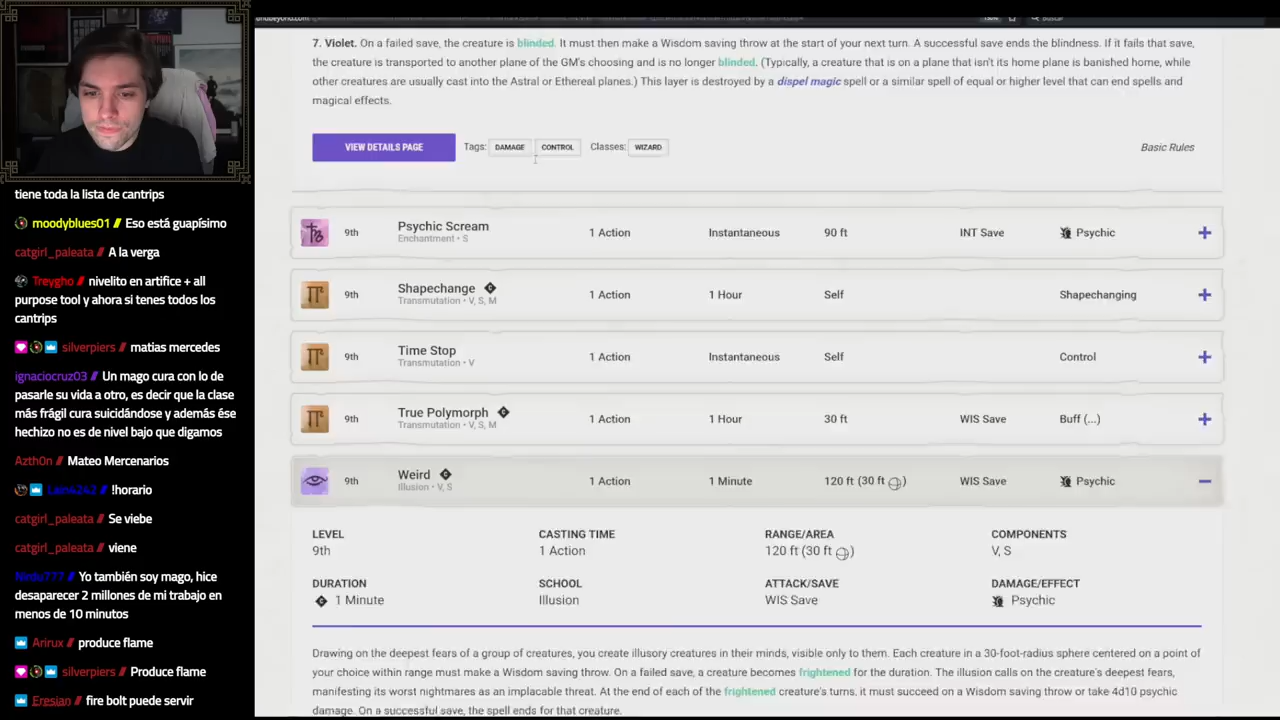 tiene toda la lista de cantrips
moodyblues01 // Eso está guapísimo
catgirl_paleata // A la verga
Treygho // nivelito en artifice + all
purpose tool y ahora si tenes todos los
cantrips
silverpiers // matias mercedes
ignaciocruz03 // Un mago cura con lo de
pasarle su vida a otro, es decir que la clase
más frágil cura suicidándose y además ése
hechizo no es de nivel bajo que digamos
Azth0n // Mateo Mercenarios
// !horario
catgirl_paleata // Se viebe
catgirl_paleata // viene
Nirdu777 // Yo también soy mago, hice
desaparecer 2 millones de mi trabajo en
menos de 10 minutos
Arirux // produce flame
silverpiers // Produce flame
Eresian // fire bolt puede servir
7. Violet. On a failed save, the creature is blinded. It must then make a Wisdom saving throw at the start of your next turn. A successful save ends the blindness. If it fails that save,
the creature is transported to another plane of the GM's choosing and is no longer blinded. (Typically, a creature that is on a plane that isn't its home plane is banished home, while
other creatures are usually cast into the Astral or Ethereal planes.) This layer is destroyed by a dispel magic spell or a similar spell of equal or higher level that can end spells and
magical effects.
VIEW DETAILS PAGE Tags: DAMAGE CONTROL Classes: WIZARD Basic Rules
9th Psychic Scream 1 Action Instantaneous 90 ft INT Save Psychic +
Enchantment • S
9th Shapechange 1 Action 1 Hour Self Shapechanging +
Transmutation • V, S, M
9th Time Stop 1 Action Instantaneous Self Control +
Transmutation • V
9th True Polymorph 1 Action 1 Hour 30 ft WIS Save Buff (...) +
Transmutation • V, S, M
9th Weird 1 Action 1 Minute 120 ft (30 ft ) WIS Save Psychic −
Illusion • V, S
LEVEL CASTING TIME RANGE/AREA COMPONENTS
9th 1 Action 120 ft (30 ft ) V, S
DURATION SCHOOL ATTACK/SAVE DAMAGE/EFFECT
1 Minute Illusion WIS Save Psychic
Drawing on the deepest fears of a group of creatures, you create illusory creatures in their minds, visible only to them. Each creature in a 30-foot-radius sphere centered on a point of
your choice within range must make a Wisdom saving throw. On a failed save, a creature becomes frightened for the duration. The illusion calls on the creature's deepest fears,
manifesting its worst nightmares as an implacable threat. At the end of each of the frightened creature's turns, it must succeed on a Wisdom saving throw or take 4d10 psychic
damage. On a successful save, the spell ends for that creature.